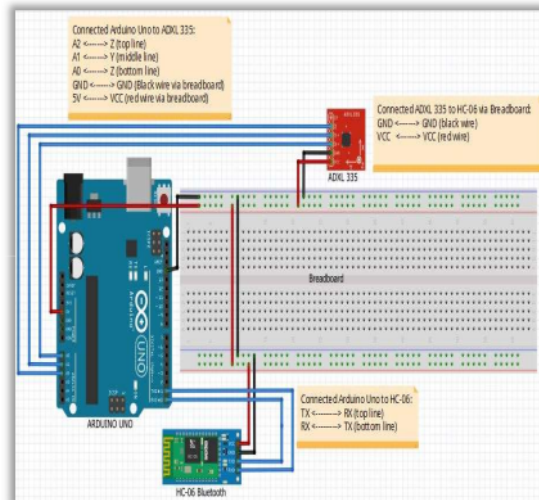 Connected Arduino Uno to ADXL 335:
A2 <------> Z (top line)
A1 <------> Y (middle line)
A0 <------> Z (bottom line)
GND <------> GND (Black wire via breadboard)
5V <------> VCC (red wire via breadboard)
Connected ADXL 335 to HC-06 via Breadboard:
GND <------> GND (black wire)
VCC <------> VCC (red wire)
ADXL 335
Breadboard
UNO
Arduino
ARDUINO UNO
Connected Arduino Uno to HC-06:
TX <--------> RX (top line)
RX <--------> TX (bottom line)
HC-06 Bluetooth